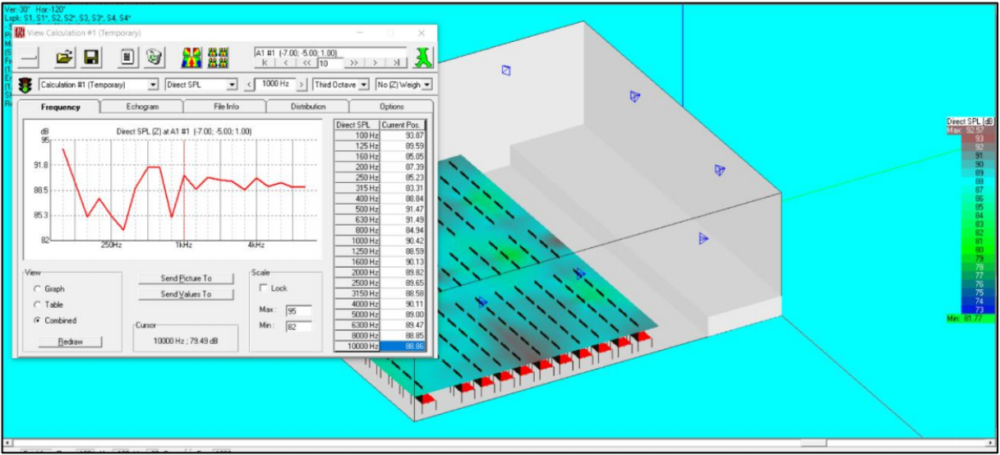 Ver:-30° Hor:-120°
Lspk: S1, S1*, S2, S2*, S3, S3*, S4, S4*
View Calculation #1 (Temporary)
A1 #1 (-7.00; -5.00; 1.00)
10
Calculation #1 (Temporary)
Direct SPL
1000 Hz
Third Octave
No (Z) Weigh
Frequency
Echogram
File Info
Distribution
Options
dB
Direct SPL (Z) at A1 #1 (-7.00; -5.00; 1.00)
95
91.8
88.5
85.3
82
250Hz
1kHz
4kHz
Direct SPL Current Pos.
100 Hz 93.87
125 Hz 89.59
160 Hz 85.05
200 Hz 87.39
250 Hz 85.23
315 Hz 83.31
400 Hz 88.84
500 Hz 91.47
630 Hz 91.49
800 Hz 84.94
1000 Hz 90.42
1250 Hz 88.59
1600 Hz 90.13
2000 Hz 89.82
2500 Hz 89.65
3150 Hz 88.58
4000 Hz 90.11
5000 Hz 89.00
6300 Hz 89.47
8000 Hz 88.85
10000 Hz 88.86
View
Graph
Table
Combined
Redraw
Send Picture To
Send Values To
Cursor
10000 Hz ; 79.49 dB
Scale
Lock
Max : 95
Min : 82
Direct SPL [dB]
Max: 92.57
93
92
91
90
89
88
87
86
85
84
83
82
81
80
79
78
77
76
75
74
73
Min: 81.77